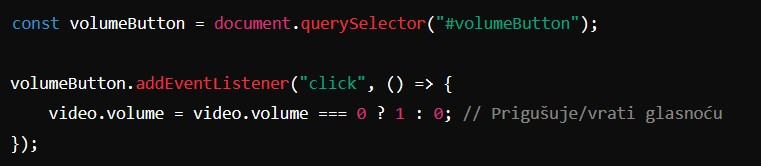 const volumeButton = document.querySelector("#volumeButton");
volumeButton.addEventListener("click", () => {
    video.volume = video.volume === 0 ? 1 : 0; // Prigušuje/vrati glasnoću
});